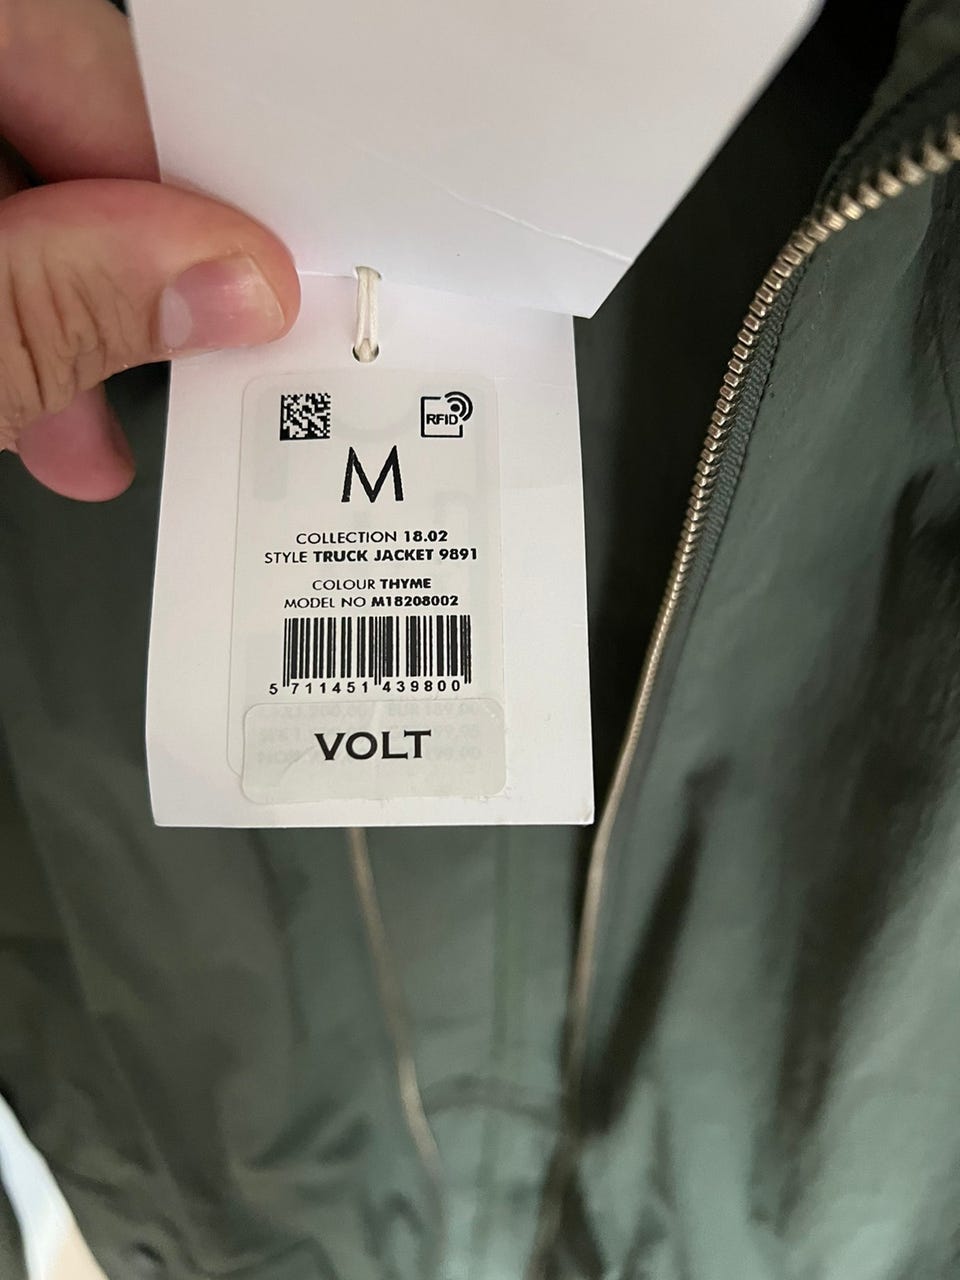 RFID
M
COLLECTION 18.02
STYLE TRUCK JACKET 9891
COLOUR THYME
MODEL NO M18208002
5 711451 439800
VOLT